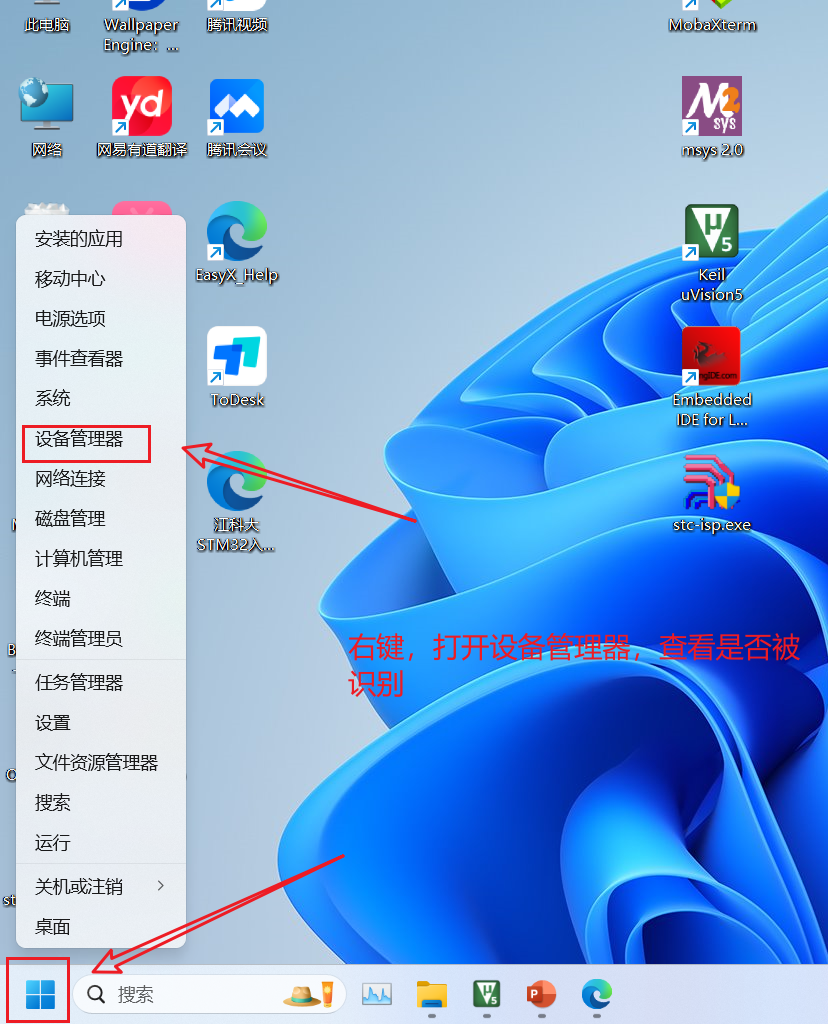 此电脑
Wallpaper
Engine：...
腾讯视频
MobaXterm
yd
M2
sys
网络
网易有道翻译
腾讯会议
msys 2.0
安装的应用
移动中心
电源选项
事件查看器
系统
设备管理器
网络连接
磁盘管理
计算机管理
终端
终端管理员
任务管理器
设置
文件资源管理器
搜索
运行
关机或注销
桌面
EasyX_Help
µ
5
Keil
uVision5
ToDesk
ngIDE.com
Embedded
IDE for L...
江科大
STM32入...
stc-isp.exe
右键，打开设备管理器，查看是否被
识别
搜索